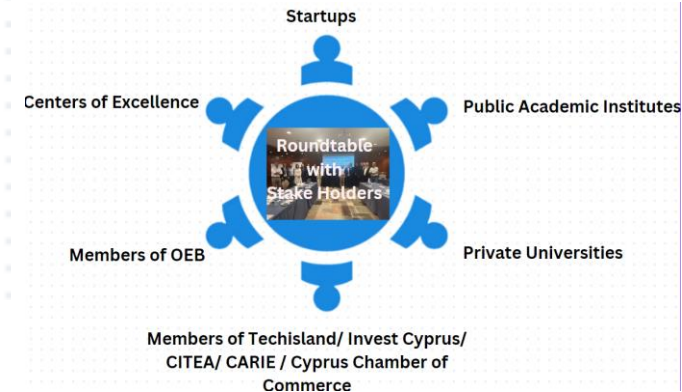 Startups
Centers of Excellence
Public Academic Institutes
Roundtable
with
Stake Holders
Members of OEB
Private Universities
Members of Techisland/ Invest Cyprus/
CITEA/ CARIE / Cyprus Chamber of
Commerce